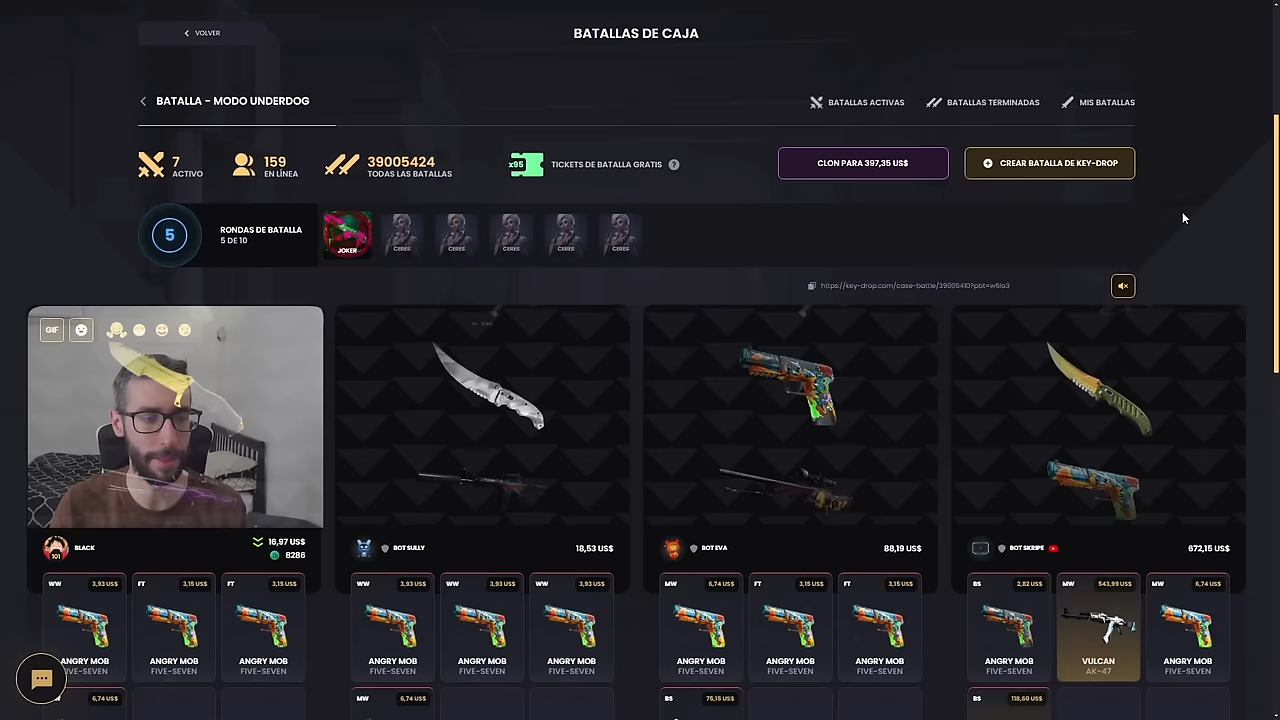 VOLVER
BATALLAS DE CAJA
BATALLA - MODO UNDERDOG
BATALLAS ACTIVAS
BATALLAS TERMINADAS
MIS BATALLAS
7
ACTIVO
159
EN LÍNEA
39005424
TODAS LAS BATALLAS
x95
TICKETS DE BATALLA GRATIS
?
CLON PARA 397,35 US$
CREAR BATALLA DE KEY-DROP
5
RONDAS DE BATALLA
5 DE 10
JOKER
CERES
CERES
CERES
CERES
CERES
https://key-drop.com/case-battle/39005410?pbt=w6Io3
GIF
101
BLACK
16,97 US$
8286
BOT SULLY
18,53 US$
BOT EVA
88,19 US$
BOT SKRIPE
672,15 US$
WW 3,93 US$
FT 3,15 US$
FT 3,15 US$
WW 3,93 US$
WW 3,93 US$
WW 3,93 US$
MW 6,74 US$
FT 3,15 US$
FT 3,15 US$
BS 2,82 US$
MW 543,99 US$
MW 6,74 US$
ANGRY MOB
FIVE-SEVEN
ANGRY MOB
FIVE-SEVEN
ANGRY MOB
FIVE-SEVEN
ANGRY MOB
FIVE-SEVEN
ANGRY MOB
FIVE-SEVEN
ANGRY MOB
FIVE-SEVEN
ANGRY MOB
FIVE-SEVEN
ANGRY MOB
FIVE-SEVEN
ANGRY MOB
FIVE-SEVEN
ANGRY MOB
FIVE-SEVEN
VULCAN
AK-47
ANGRY MOB
FIVE-SEVEN
6,74 US$
MW 6,74 US$
BS 75,15 US$
BS 118,60 US$